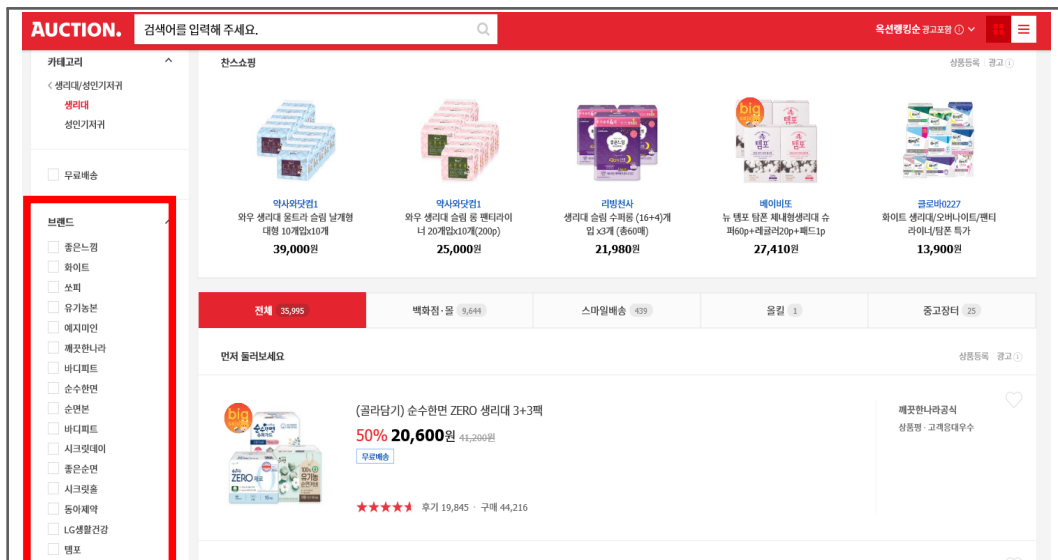 AUCTION.
검색어를 입력해 주세요.
옥션랭킹순 광고포함
카테고리
< 생리대/성인기저귀
생리대
성인기저귀
무료배송
브랜드
좋은느낌
화이트
쏘피
유기농본
예지미인
깨끗한나라
바디피트
순수한면
순면본
바디피트
시크릿데이
좋은순면
시크릿홀
동아제약
LG생활건강
템포
찬스쇼핑
상품등록 광고
약사와닷컴1
와우 생리대 울트라 슬림 날개형
대형 10개입x10개
39,000원
약사와닷컴1
와우 생리대 슬림 롱 팬티라이
너 20개입x10개(200p)
25,000원
리빙천사
생리대 슬림 수퍼롱 (16+4)개
입 x3개 (총60매)
21,980원
big
템포
템포
템포
베이비또
뉴 템포 탐폰 체내형생리대 슈
퍼60p+레귤러20p+패드1p
27,410원
글로바0227
화이트 생리대/오버나이트/팬티
라이너/탐폰 특가
13,900원
전체 35,995
백화점·몰 9,644
스마일배송 439
올킬 1
중고장터 25
먼저 둘러보세요
상품등록 광고
big
순수한면
ZERO
100%
유기농
(골라담기) 순수한면 ZERO 생리대 3+3팩
50% 20,600원 41,200원
무료배송
후기 19,845 · 구매 44,216
깨끗한나라공식
상품평 · 고객응대우수